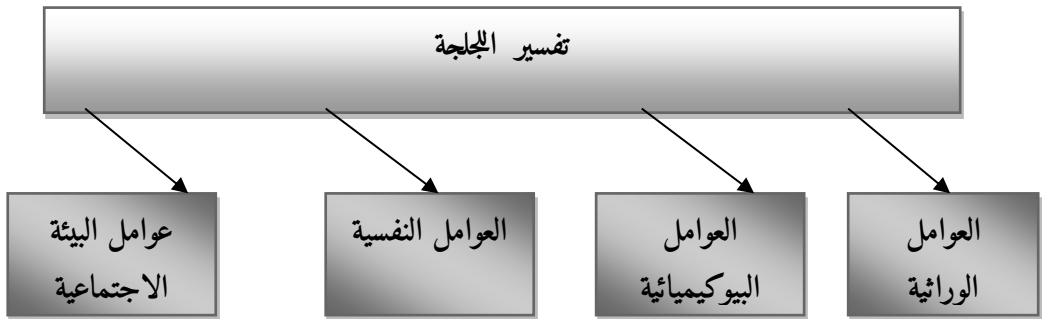 تفسير اللجلجة
العوامل
الوراثية
العوامل
البيوكيميائية
العوامل النفسية
عوامل البيئة
الاجتماعية